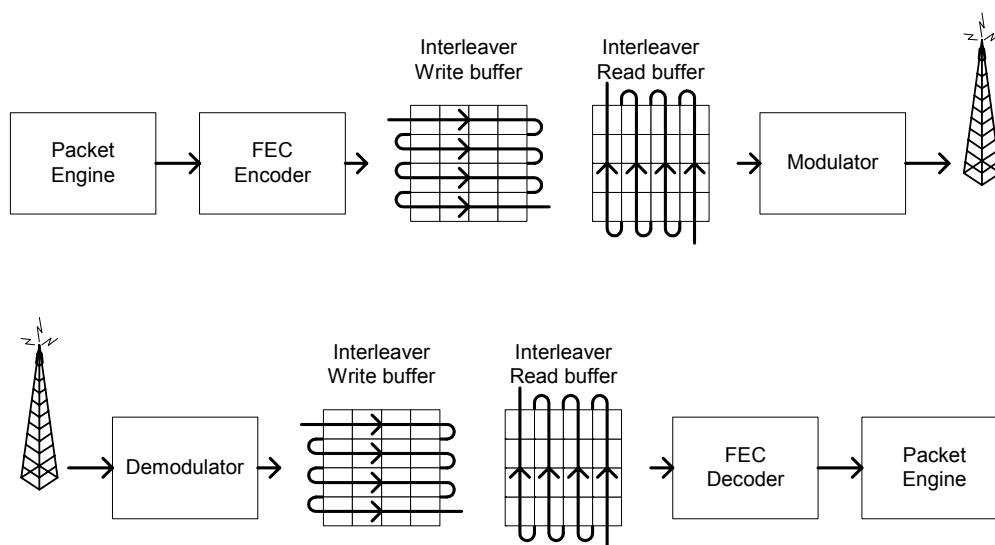 Interleaver
Write buffer
Interleaver
Read buffer
Packet
Engine
FEC
Encoder
Modulator
Interleaver
Write buffer
Interleaver
Read buffer
Demodulator
FEC
Decoder
Packet
Engine